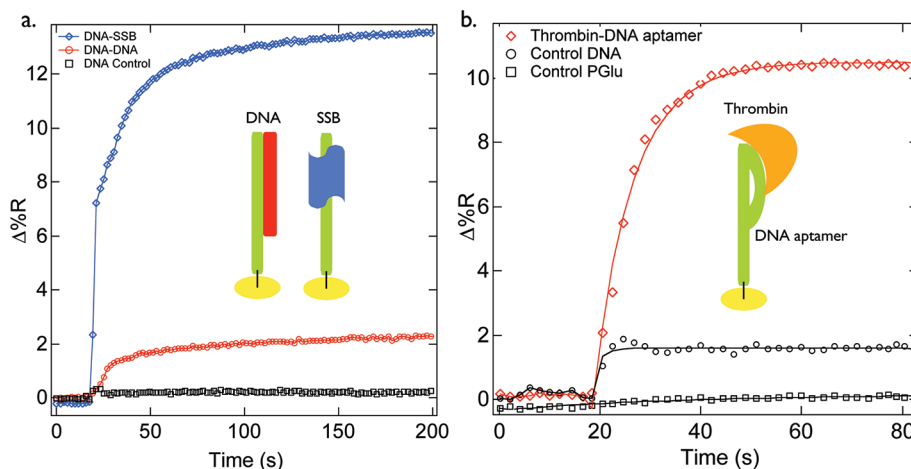 a.
DNA-SSB
DNA-DNA
DNA Control
12
10
8
6
4
2
0
Δ%R
DNA
SSB
0
50
100
150
200
Time (s)
b.
Thrombin-DNA aptamer
Control DNA
Control PGlu
10
8
6
4
2
0
Δ%R
Thrombin
DNA aptamer
0
20
40
60
80
Time (s)